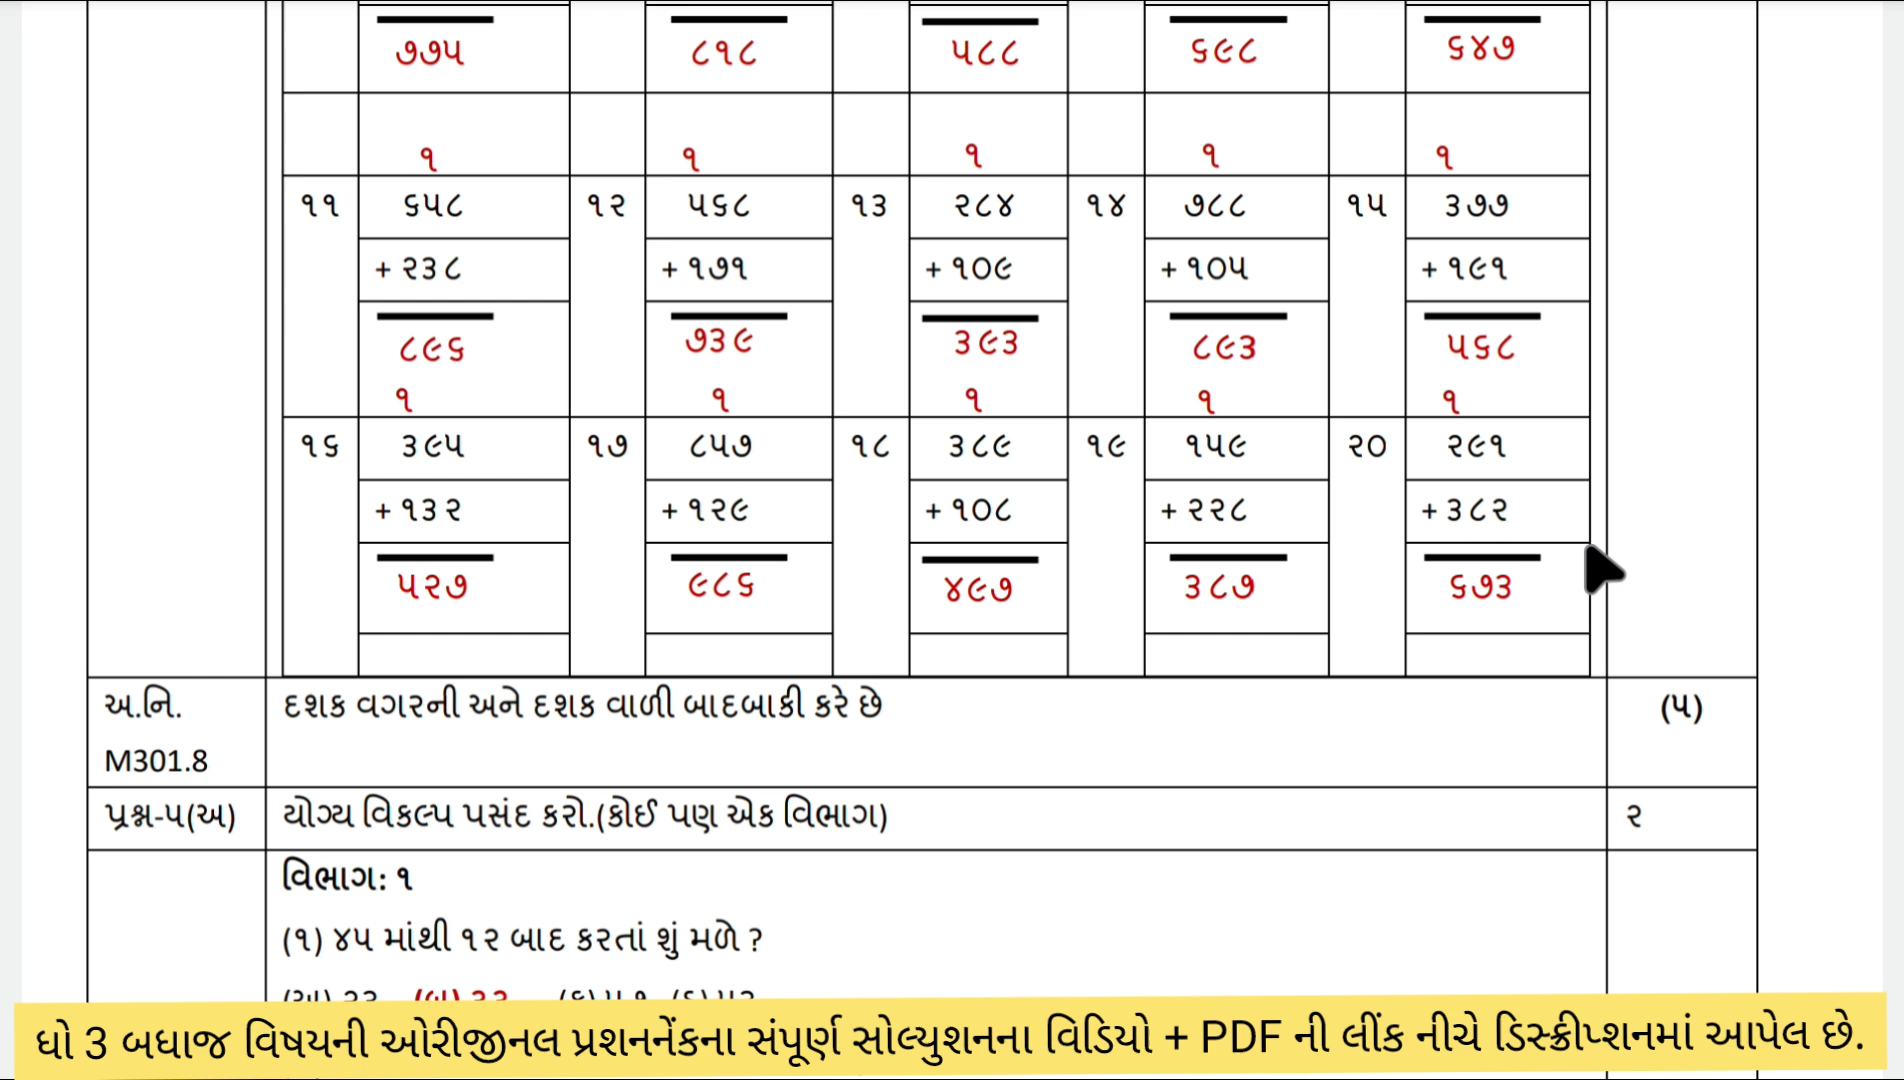 ૭૭૫ ૮૧૮ ૫૮૮ ૬૯૮ ૬૪૭
૧ ૧ ૧ ૧ ૧
૧૧ ૬૫૮ ૧૨ ૫૬૮ ૧૩ ૨૮૪ ૧૪ ૭૮૮ ૧૫ ૩૭૭
+ ૨૩૮ + ૧૭૧ + ૧૦૯ + ૧૦૫ + ૧૯૧
૮૯૬ ૭૩૯ ૩૯૩ ૮૯૩ ૫૬૮
૧ ૧ ૧ ૧ ૧
૧૬ ૩૯૫ ૧૭ ૮૫૭ ૧૮ ૩૮૯ ૧૯ ૧૫૯ ૨૦ ૨૯૧
+ ૧૩૨ + ૧૨૯ + ૧૦૮ + ૨૨૮ + ૩૮૨
૫૨૭ ૯૮૬ ૪૯૭ ૩૮૭ ૬૭૩
અ.નિ. દશક વગરની અને દશક વાળી બાદબાકી કરે છે (૫)
M301.8
પ્રશ્ન-૫(અ) યોગ્ય વિકલ્પ પસંદ કરો.(કોઈ પણ એક વિભાગ) ૨
વિભાગ: ૧
(૧) ૪૫ માંથી ૧૨ બાદ કરતાં શું મળે ?
ધો 3 બધાજ વિષયની ઓરીજીનલ પ્રશનનેંકના સંપૂર્ણ સોલ્યુશનના વિડિયો + PDF ની લીંક નીચે ડિસ્ક્રીપ્શનમાં આપેલ છે.